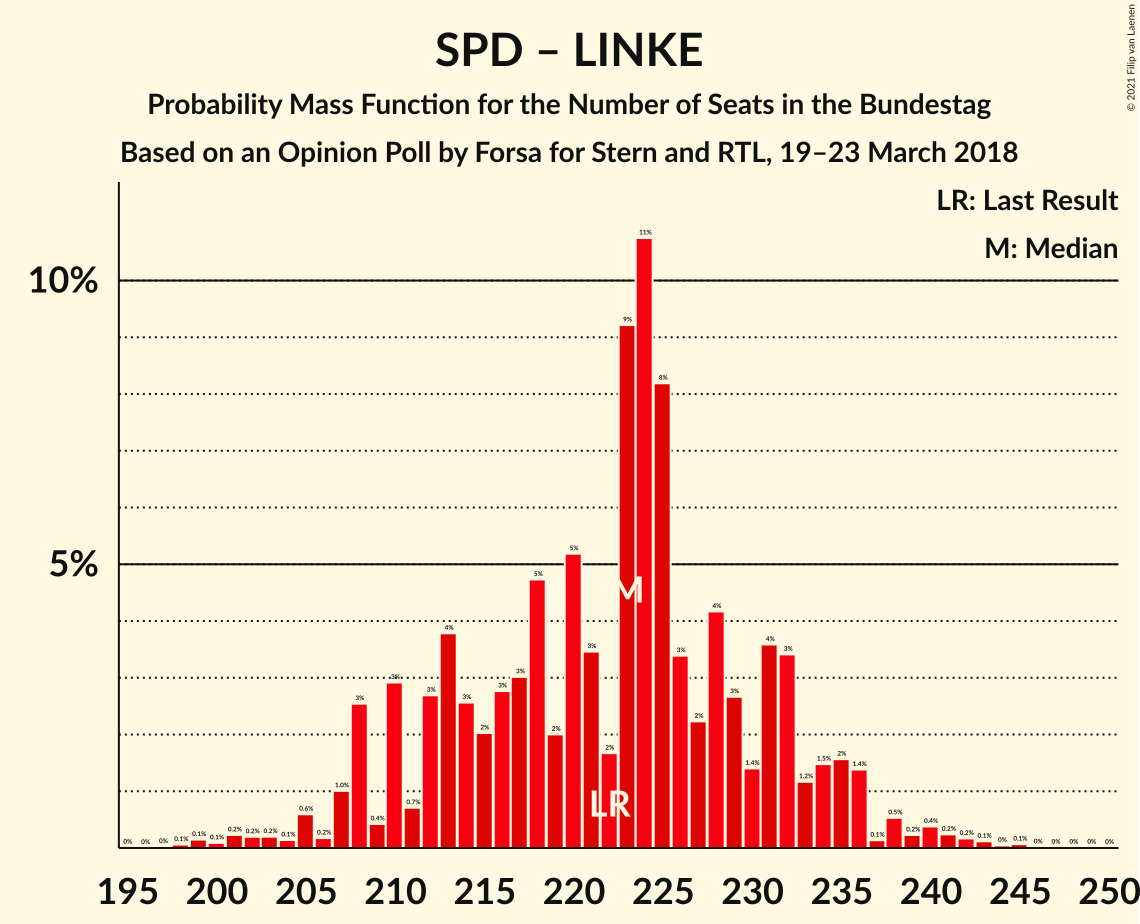 SPD – LINKE
Probability Mass Function for the Number of Seats in the Bundestag
Based on an Opinion Poll by Forsa for Stern and RTL, 19–23 March 2018
© 2021 Filip van Laenen
LR: Last Result
M: Median
10%
5%
0% 0% 0% 0.1% 0.1% 0.1% 0.2% 0.2% 0.2% 0.1% 0.6% 0.2% 1.0% 3% 0.4% 3% 0.7% 3% 4% 3% 2% 3% 3% 5% 2% 5% 3% 2% 9% 11% 8% 3% 2% 4% 3% 1.4% 4% 3% 1.2% 1.5% 2% 1.4% 0.1% 0.5% 0.2% 0.4% 0.2% 0.2% 0.1% 0% 0.1% 0% 0% 0% 0% 0%
M
LR
195 200 205 210 215 220 225 230 235 240 245 250